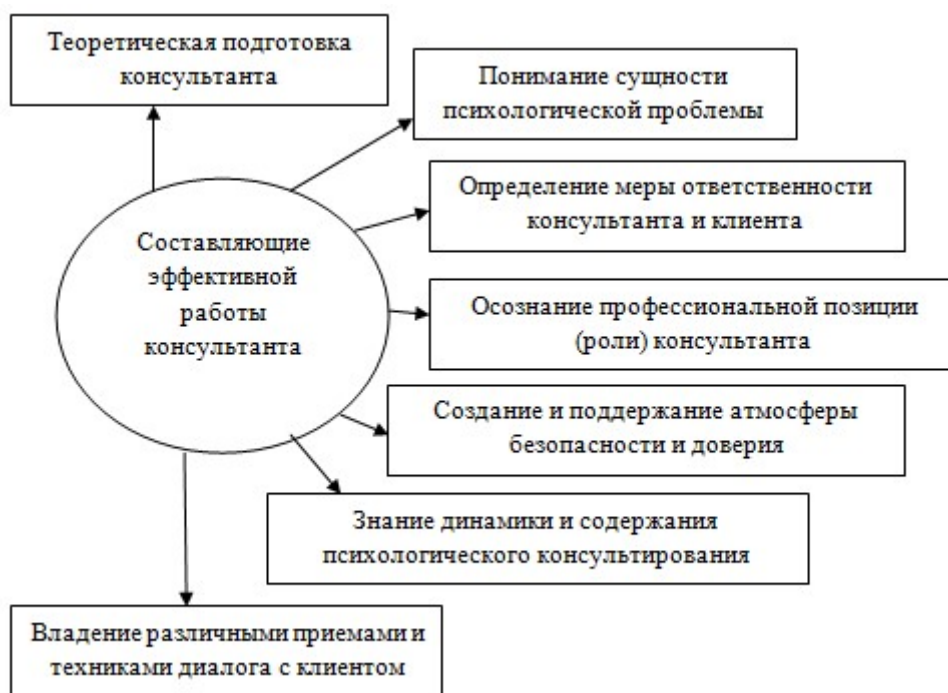 Теоретическая подготовка
консультанта
Понимание сущности
психологической проблемы
Определение меры ответственности
консультанта и клиента
Составляющие
эффективной
работы
консультанта
Осознание профессиональной позиции
(роли) консультанта
Создание и поддержание атмосферы
безопасности и доверия
Знание динамики и содержания
психологического консультирования
Владение различными приемами и
техниками диалога с клиентом